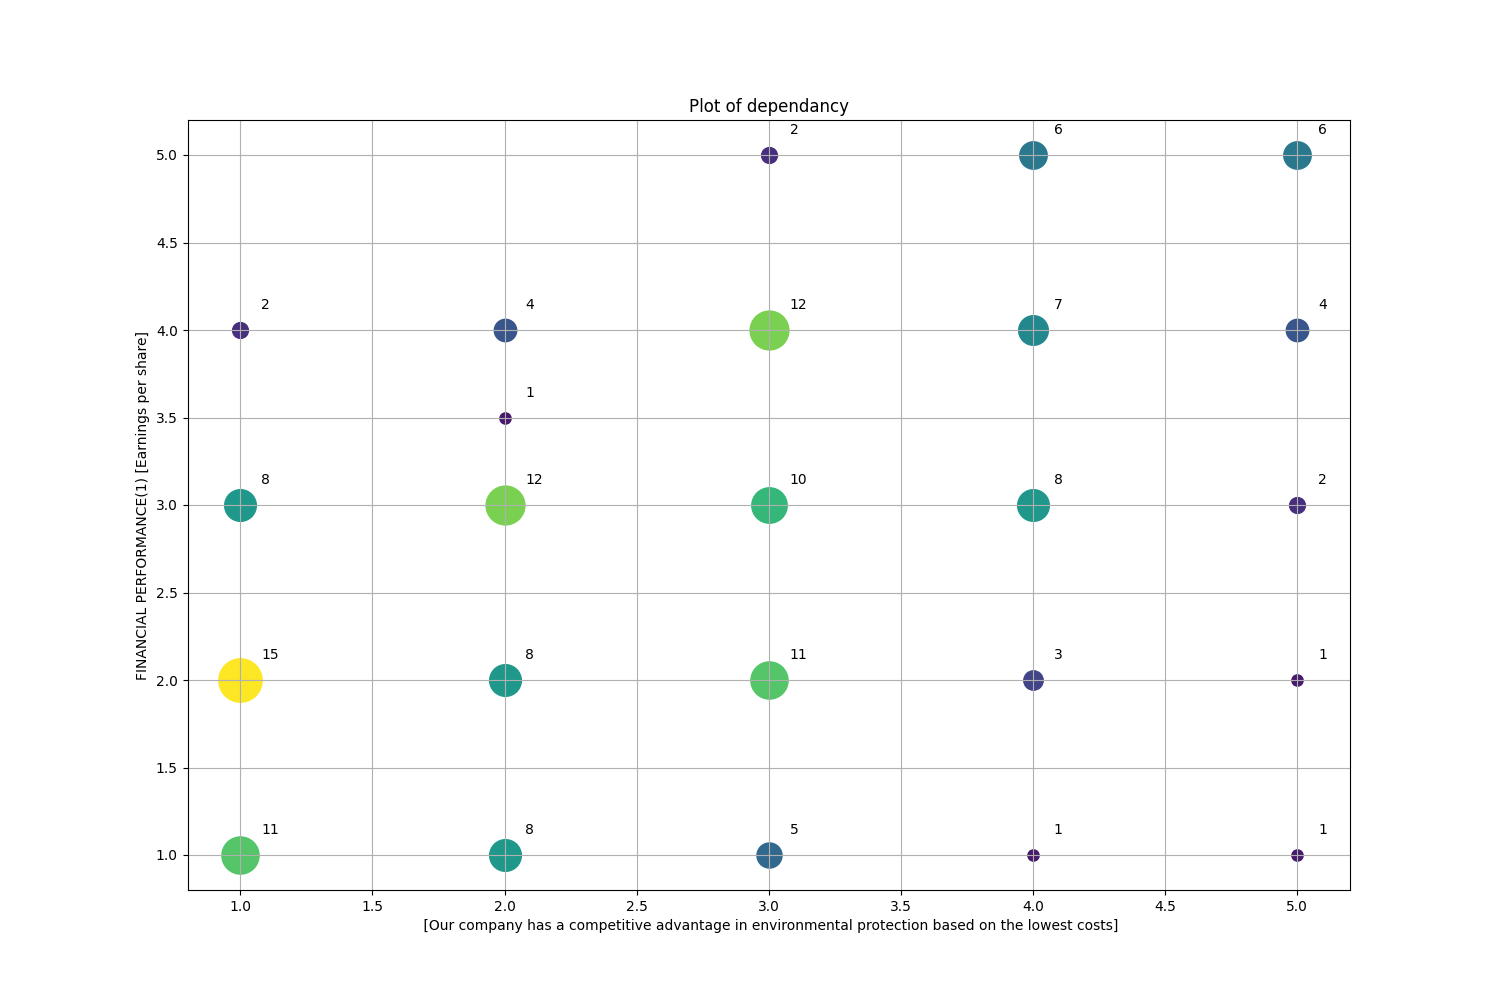 Plot of dependancy
2 6 6
5.0
4.5
2 4 12 7 4
4.0
1
3.5
8 12 10 8 2
3.0
2.5
15 8 11 3 1
2.0
1.5
11 8 5 1 1
1.0
FINANCIAL PERFORMANCE(1) [Earnings per share]
1.0 1.5 2.0 2.5 3.0 3.5 4.0 4.5 5.0
[Our company has a competitive advantage in environmental protection based on the lowest costs]